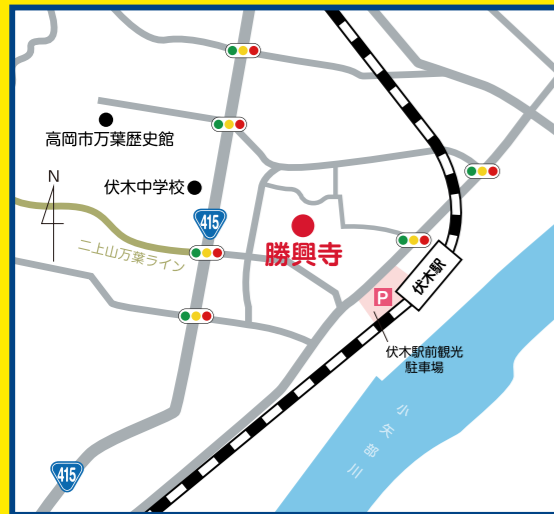 高岡市万葉歴史館
伏木中学校
N
415
二上山万葉ライン
勝興寺
伏木駅
P
伏木駅前観光
駐車場
小矢部川
415